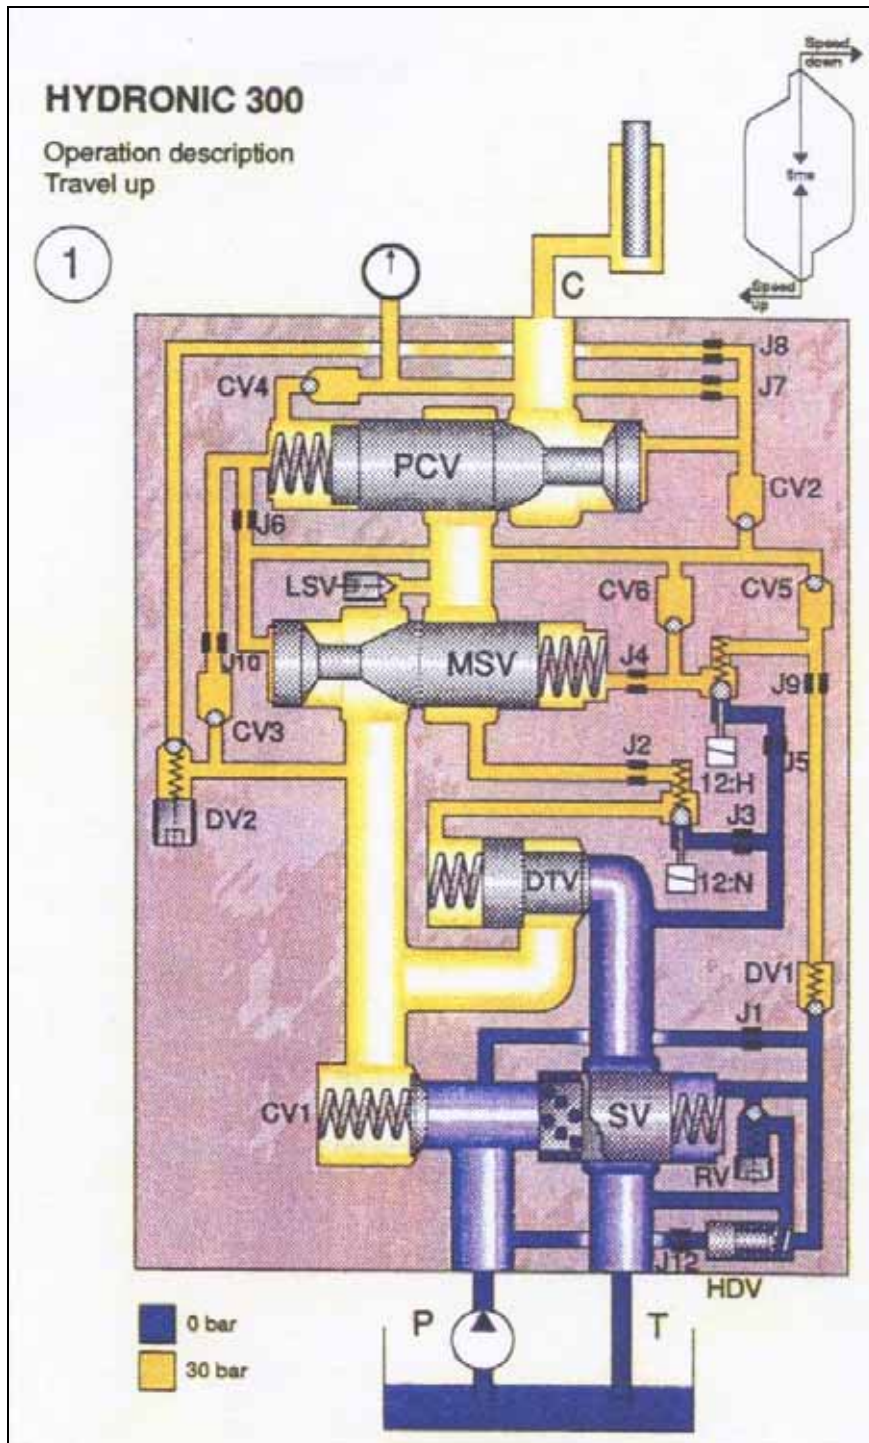 HYDRONIC 300
Operation description
Travel up
1
Speed
down
time
Speed
up
C
J8
J7
CV4
PCV
CV2
J6
LSV
CV6
CV5
J10
MSV
J4
J9
CV3
J2
J5
12:H
DV2
J3
DTV
12:N
DV1
J1
CV1
SV
RV
J12
HDV
0 bar
30 bar
P
T